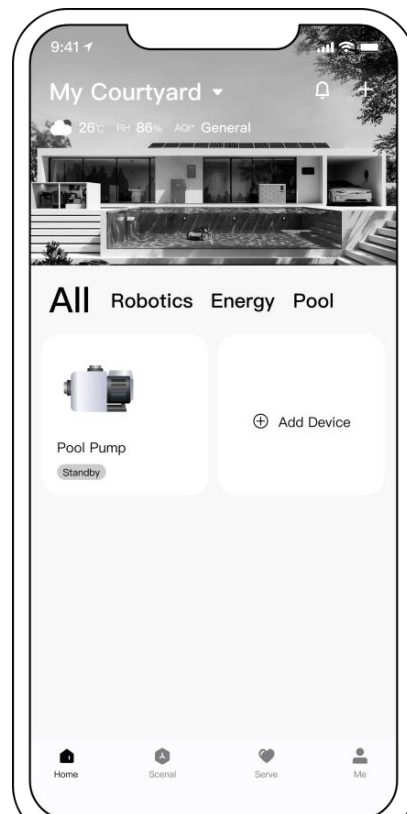 9:41
My Courtyard
26°C RH 86% AQI* General
All Robotics Energy Pool
Pool Pump
Standby
Add Device
Home Scenal Serve Me